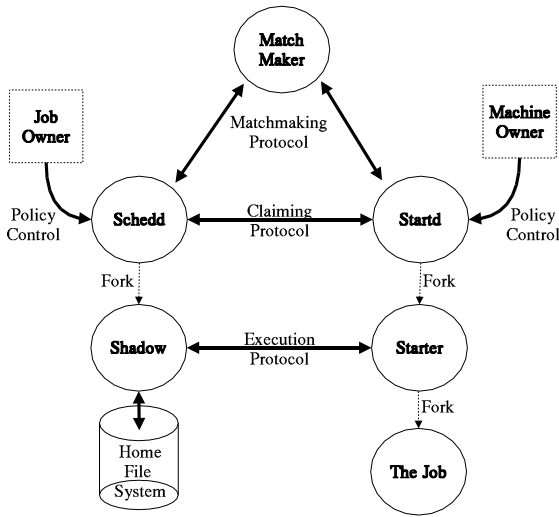 Match
Maker
Job
Owner
Machine
Owner
Matchmaking
Protocol
Policy
Control
Schedd
Claiming
Protocol
Startd
Policy
Control
Fork
Fork
Shadow
Execution
Protocol
Starter
Fork
Home
File
System
The Job